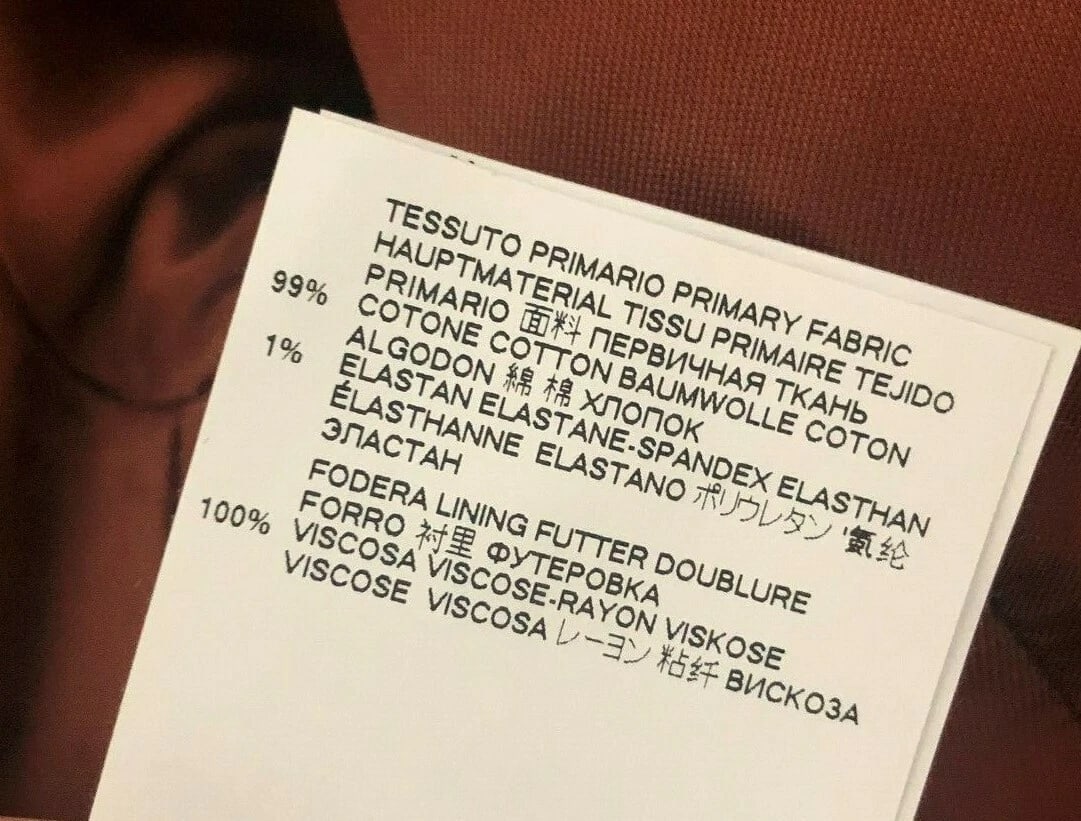 TESSUTO PRIMARIO PRIMARY FABRIC
HAUPTMATERIAL TISSU PRIMAIRE TEJIDO
PRIMARIO 面料 ПЕРВИЧНАЯ ТКАНЬ
99% COTONE COTTON BAUMWOLLE COTON
ALGODON 綿 棉 ХЛОПОК
1% ELASTAN ELASTANE-SPANDEX ELASTHAN
ÉLASTHANNE ELASTANO ポリウレタン '氨纶
ЭЛАСТАН
FODERA LINING FUTTER DOUBLURE
FORRO 衬里 ФУТЕРОВКА
100% VISCOSA VISCOSE-RAYON VISKOSE
VISCOSE VISCOSA レーヨン 粘纤 ВИСКОЗА